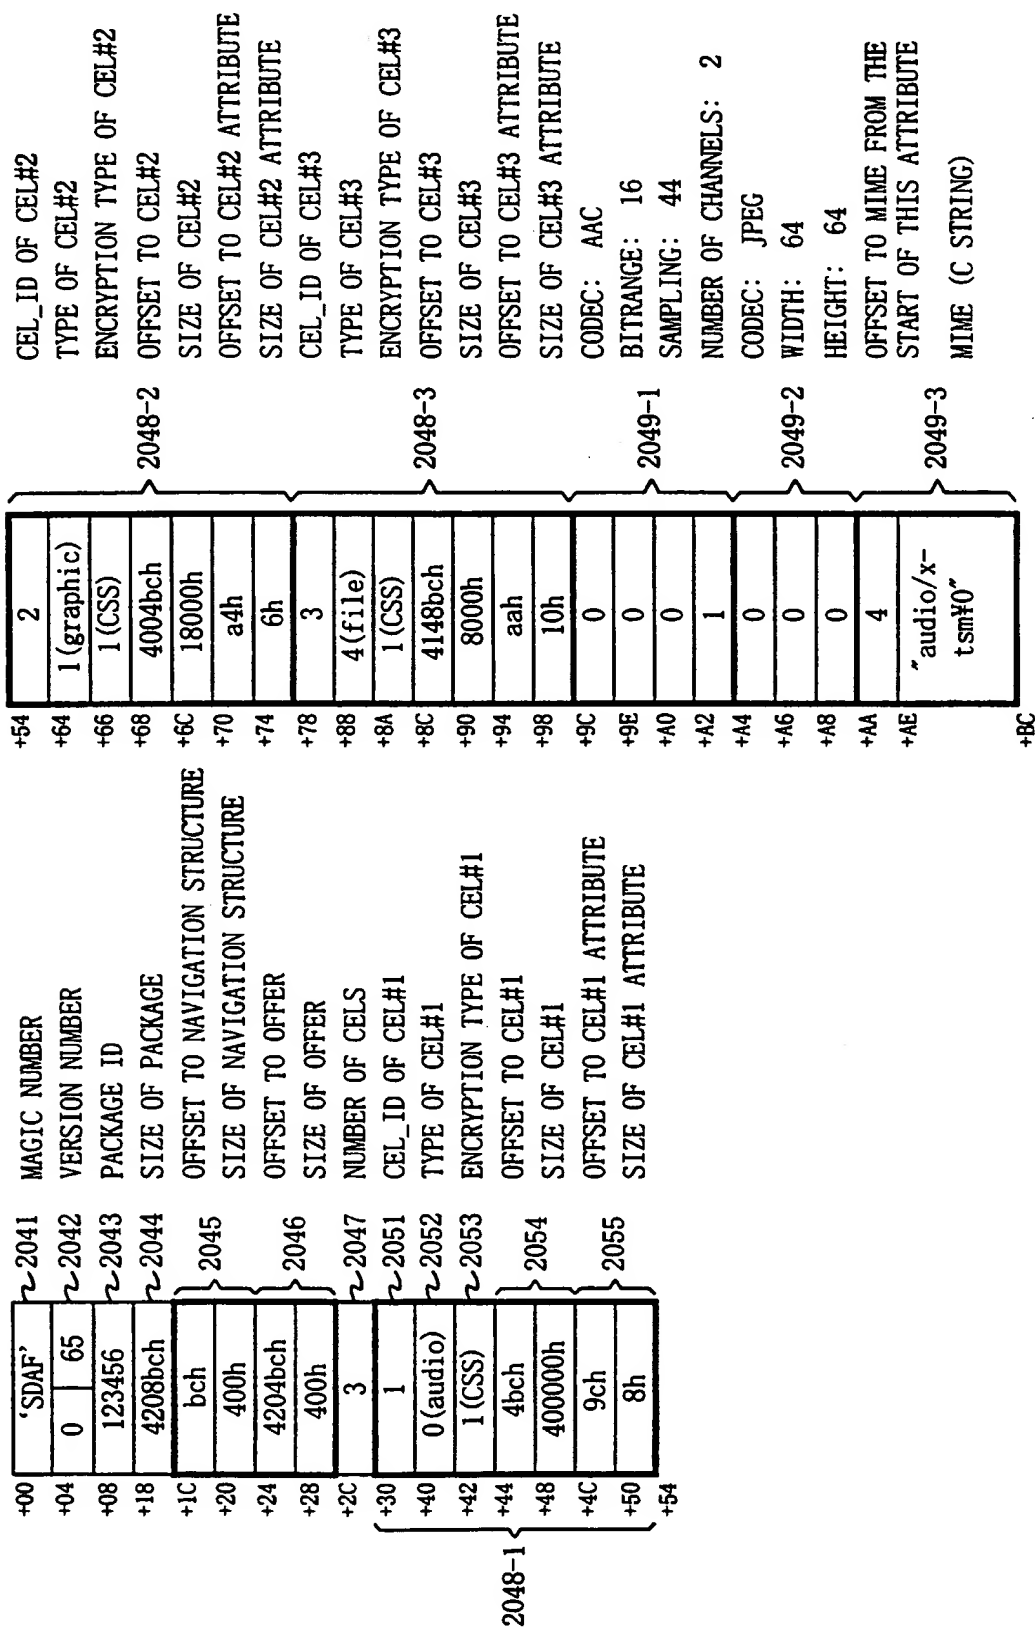 +00 'SDAF' 2041 MAGIC NUMBER
+04 0 65 2042 VERSION NUMBER
+08 123456 2043 PACKAGE ID
+18 4208bch 2044 SIZE OF PACKAGE
+1C bch 2045 OFFSET TO NAVIGATION STRUCTURE
+20 400h SIZE OF NAVIGATION STRUCTURE
+24 4204bch 2046 OFFSET TO OFFER
+28 400h SIZE OF OFFER
+2C 3 2047 NUMBER OF CELS
2048-1
+30 1 2051 CEL_ID OF CEL#1
+40 0(audio) 2052 TYPE OF CEL#1
+42 1(CSS) 2053 ENCRYPTION TYPE OF CEL#1
+44 4bch 2054 OFFSET TO CEL#1
+48 400000h SIZE OF CEL#1
+4C 9ch 2055 OFFSET TO CEL#1 ATTRIBUTE
+50 8h SIZE OF CEL#1 ATTRIBUTE
+54
+54 2 CEL_ID OF CEL#2
+64 1(graphic) TYPE OF CEL#2
+66 1(CSS) ENCRYPTION TYPE OF CEL#2
+68 4004bch 2048-2 OFFSET TO CEL#2
+6C 18000h SIZE OF CEL#2
+70 a4h OFFSET TO CEL#2 ATTRIBUTE
+74 6h SIZE OF CEL#2 ATTRIBUTE
+78 3 CEL_ID OF CEL#3
+88 4(file) TYPE OF CEL#3
+8A 1(CSS) ENCRYPTION TYPE OF CEL#3
+8C 4148bch 2048-3 OFFSET TO CEL#3
+90 8000h SIZE OF CEL#3
+94 aah OFFSET TO CEL#3 ATTRIBUTE
+98 10h SIZE OF CEL#3 ATTRIBUTE
+9C 0 CODEC: AAC
+9E 0 2049-1 BITRANGE: 16
+A0 0 SAMPLING: 44
+A2 1 NUMBER OF CHANNELS: 2
+A4 0 CODEC: JPEG
+A6 0 2049-2 WIDTH: 64
+A8 0 HEIGHT: 64
+AA 4 OFFSET TO MIME FROM THE
START OF THIS ATTRIBUTE
+AE "audio/x- 2049-3 MIME (C STRING)
tsm¥0"
+BC